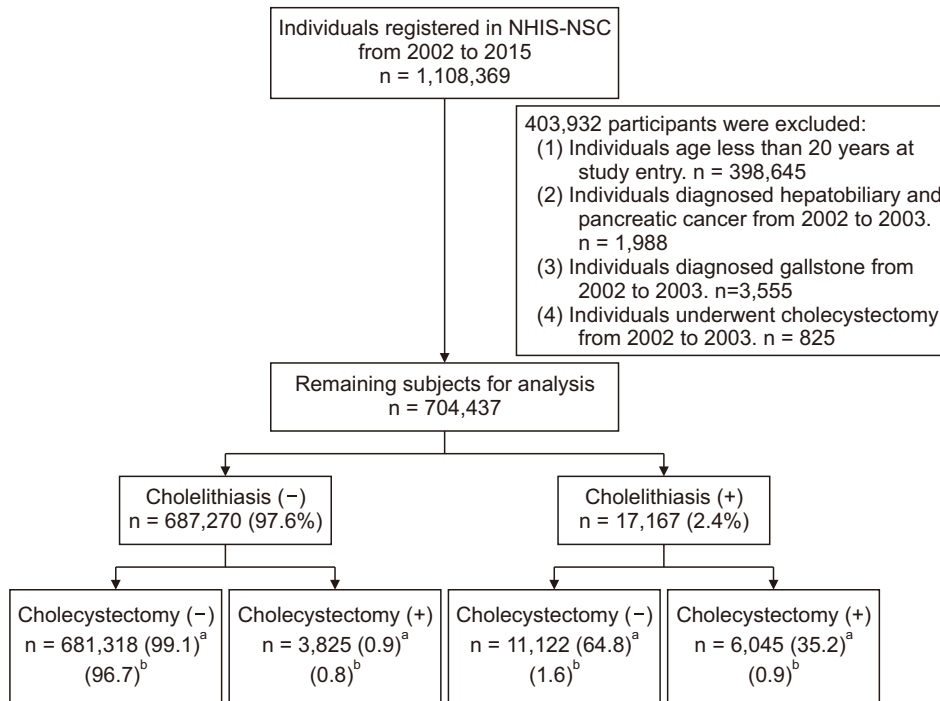 Individuals registered in NHIS-NSC
from 2002 to 2015
n = 1,108,369
403,932 participants were excluded:
(1) Individuals age less than 20 years at
study entry. n = 398,645
(2) Individuals diagnosed hepatobiliary and
pancreatic cancer from 2002 to 2003.
n = 1,988
(3) Individuals diagnosed gallstone from
2002 to 2003. n=3,555
(4) Individuals underwent cholecystectomy
from 2002 to 2003. n = 825
Remaining subjects for analysis
n = 704,437
Cholelithiasis (−)
n = 687,270 (97.6%)
Cholelithiasis (+)
n = 17,167 (2.4%)
Cholecystectomy (−)
n = 681,318 (99.1)ᵃ
(96.7)ᵇ
Cholecystectomy (+)
n = 3,825 (0.9)ᵃ
(0.8)ᵇ
Cholecystectomy (−)
n = 11,122 (64.8)ᵃ
(1.6)ᵇ
Cholecystectomy (+)
n = 6,045 (35.2)ᵃ
(0.9)ᵇ